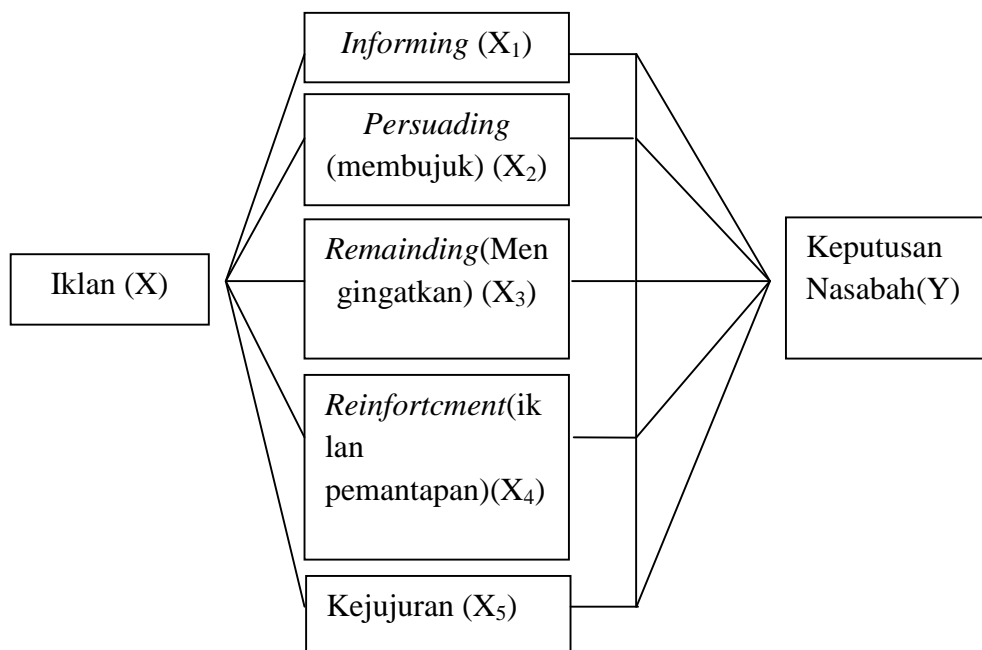 Informing (X₁)
Persuading
(membujuk) (X₂)
Remainding(Men
gingatkan) (X₃)
Iklan (X)
Keputusan
Nasabah(Y)
Reinfortcment(ik
lan
pemantapan)(X₄)
Kejujuran (X₅)